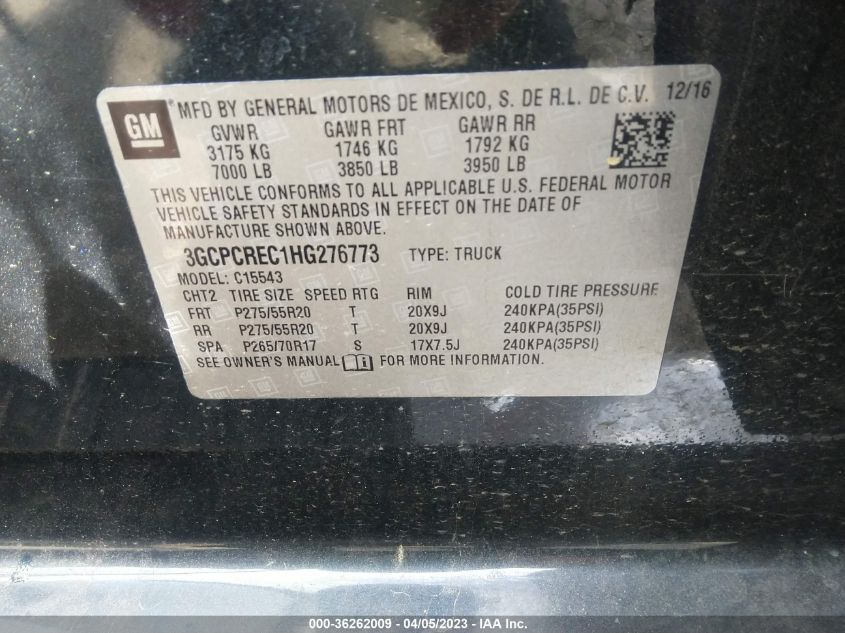 GM ® MFD BY GENERAL MOTORS DE MEXICO, S. DE R.L. DE C.V. 12/16
GVWR GAWR FRT GAWR RR
3175 KG 1746 KG 1792 KG
7000 LB 3850 LB 3950 LB
THIS VEHICLE CONFORMS TO ALL APPLICABLE U.S. FEDERAL MOTOR
VEHICLE SAFETY STANDARDS IN EFFECT ON THE DATE OF
MANUFACTURE SHOWN ABOVE.
3GCPCREC1HG276773 TYPE: TRUCK
MODEL: C15543
CHT2 TIRE SIZE SPEED RTG RIM COLD TIRE PRESSURE
FRT P275/55R20 T 20X9J 240KPA(35PSI)
RR P275/55R20 T 20X9J 240KPA(35PSI)
SPA P265/70R17 S 17X7.5J 240KPA(35PSI)
SEE OWNER'S MANUAL FOR MORE INFORMATION.
000-36262009 - 04/05/2023 - IAA Inc.